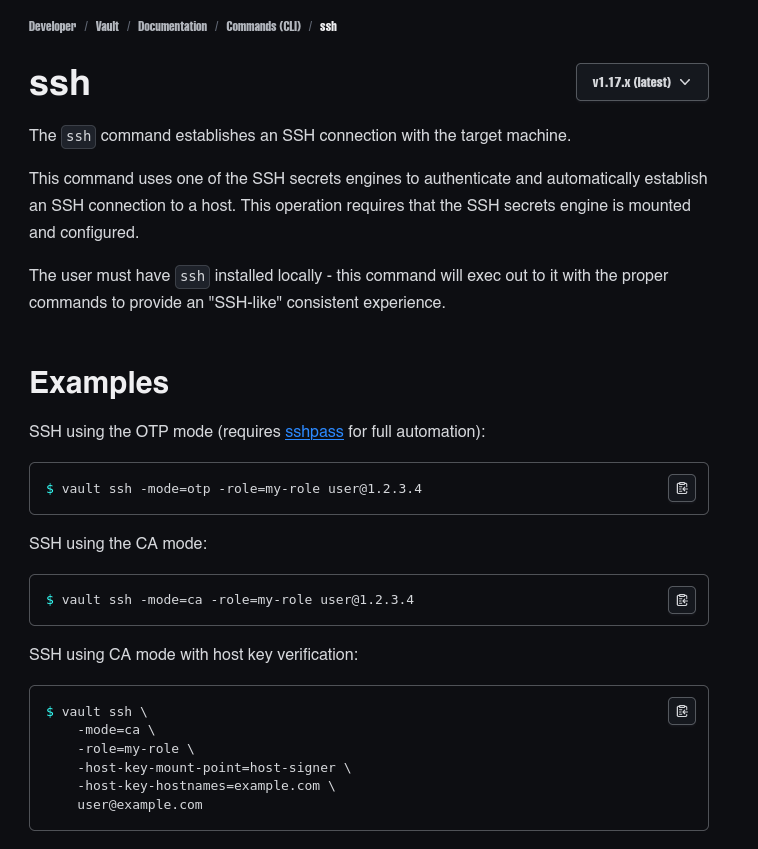 Developer / Vault / Documentation / Commands (CLI) / ssh
ssh
v1.17.x (latest)
The ssh command establishes an SSH connection with the target machine.
This command uses one of the SSH secrets engines to authenticate and automatically establish
an SSH connection to a host. This operation requires that the SSH secrets engine is mounted
and configured.
The user must have ssh installed locally - this command will exec out to it with the proper
commands to provide an "SSH-like" consistent experience.
Examples
SSH using the OTP mode (requires sshpass for full automation):
$ vault ssh -mode=otp -role=my-role user@1.2.3.4
SSH using the CA mode:
$ vault ssh -mode=ca -role=my-role user@1.2.3.4
SSH using CA mode with host key verification:
$ vault ssh \
    -mode=ca \
    -role=my-role \
    -host-key-mount-point=host-signer \
    -host-key-hostnames=example.com \
    user@example.com